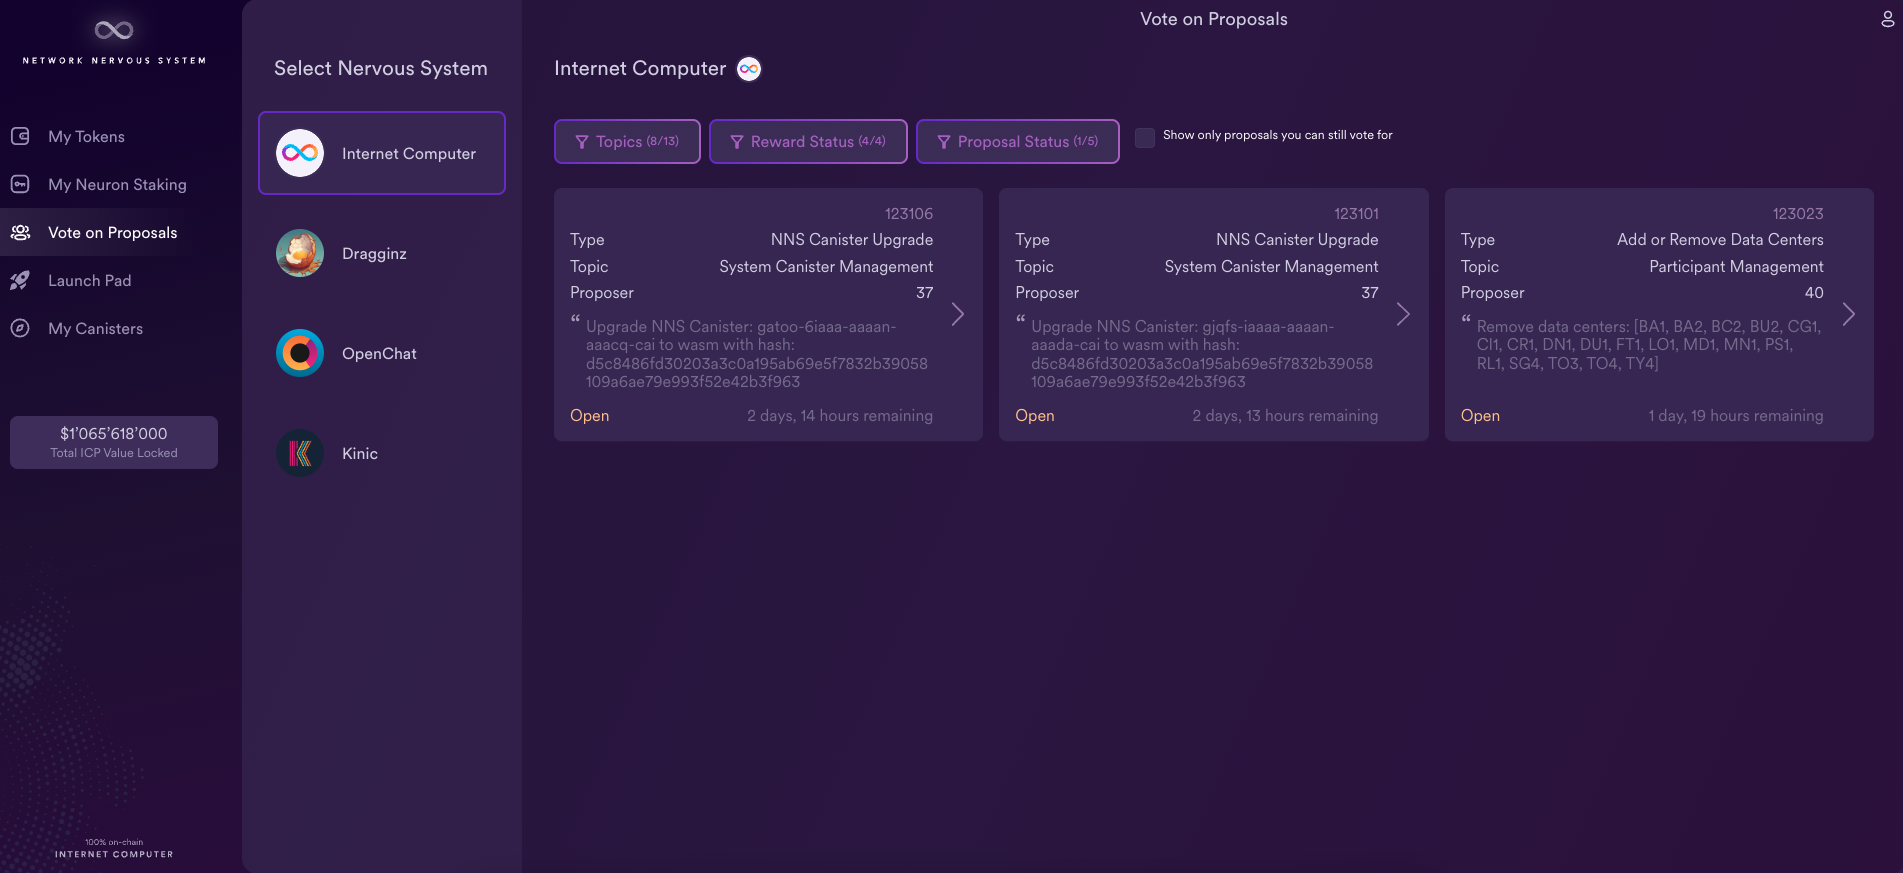 NETWORK NERVOUS SYSTEM
My Tokens
My Neuron Staking
Vote on Proposals
Launch Pad
My Canisters
$1'065'618'000
Total ICP Value Locked
100% on-chain
INTERNET COMPUTER
Select Nervous System
Internet Computer
Dragginz
OpenChat
Kinic
Vote on Proposals
Internet Computer
Topics (8/13)
Reward Status (4/4)
Proposal Status (1/5)
Show only proposals you can still vote for
123106
Type NNS Canister Upgrade
Topic System Canister Management
Proposer 37
“ Upgrade NNS Canister: gatoo-6iaaa-aaaan-
aaacq-cai to wasm with hash:
d5c8486fd30203a3c0a195ab69e5f7832b39058
109a6ae79e993f52e42b3f963
Open 2 days, 14 hours remaining
123101
Type NNS Canister Upgrade
Topic System Canister Management
Proposer 37
“ Upgrade NNS Canister: gjqfs-iaaaa-aaaan-
aaada-cai to wasm with hash:
d5c8486fd30203a3c0a195ab69e5f7832b39058
109a6ae79e993f52e42b3f963
Open 2 days, 13 hours remaining
123023
Type Add or Remove Data Centers
Topic Participant Management
Proposer 40
“ Remove data centers: [BA1, BA2, BC2, BU2, CG1,
CI1, CR1, DN1, DU1, FT1, LO1, MD1, MN1, PS1,
RL1, SG4, TO3, TO4, TY4]
Open 1 day, 19 hours remaining